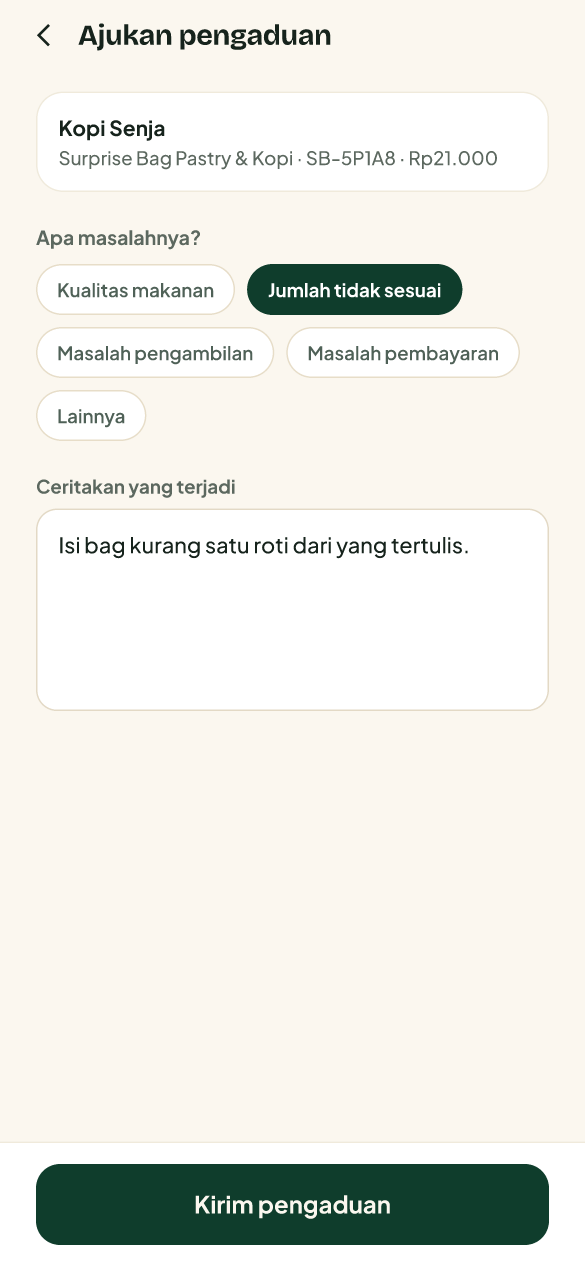 Ajukan pengaduan
Kopi Senja
Surprise Bag Pastry & Kopi · SB-5P1A8 · Rp21.000
Apa masalahnya?
Kualitas makanan
Jumlah tidak sesuai
Masalah pengambilan
Masalah pembayaran
Lainnya
Ceritakan yang terjadi
Isi bag kurang satu roti dari yang tertulis.
Kirim pengaduan